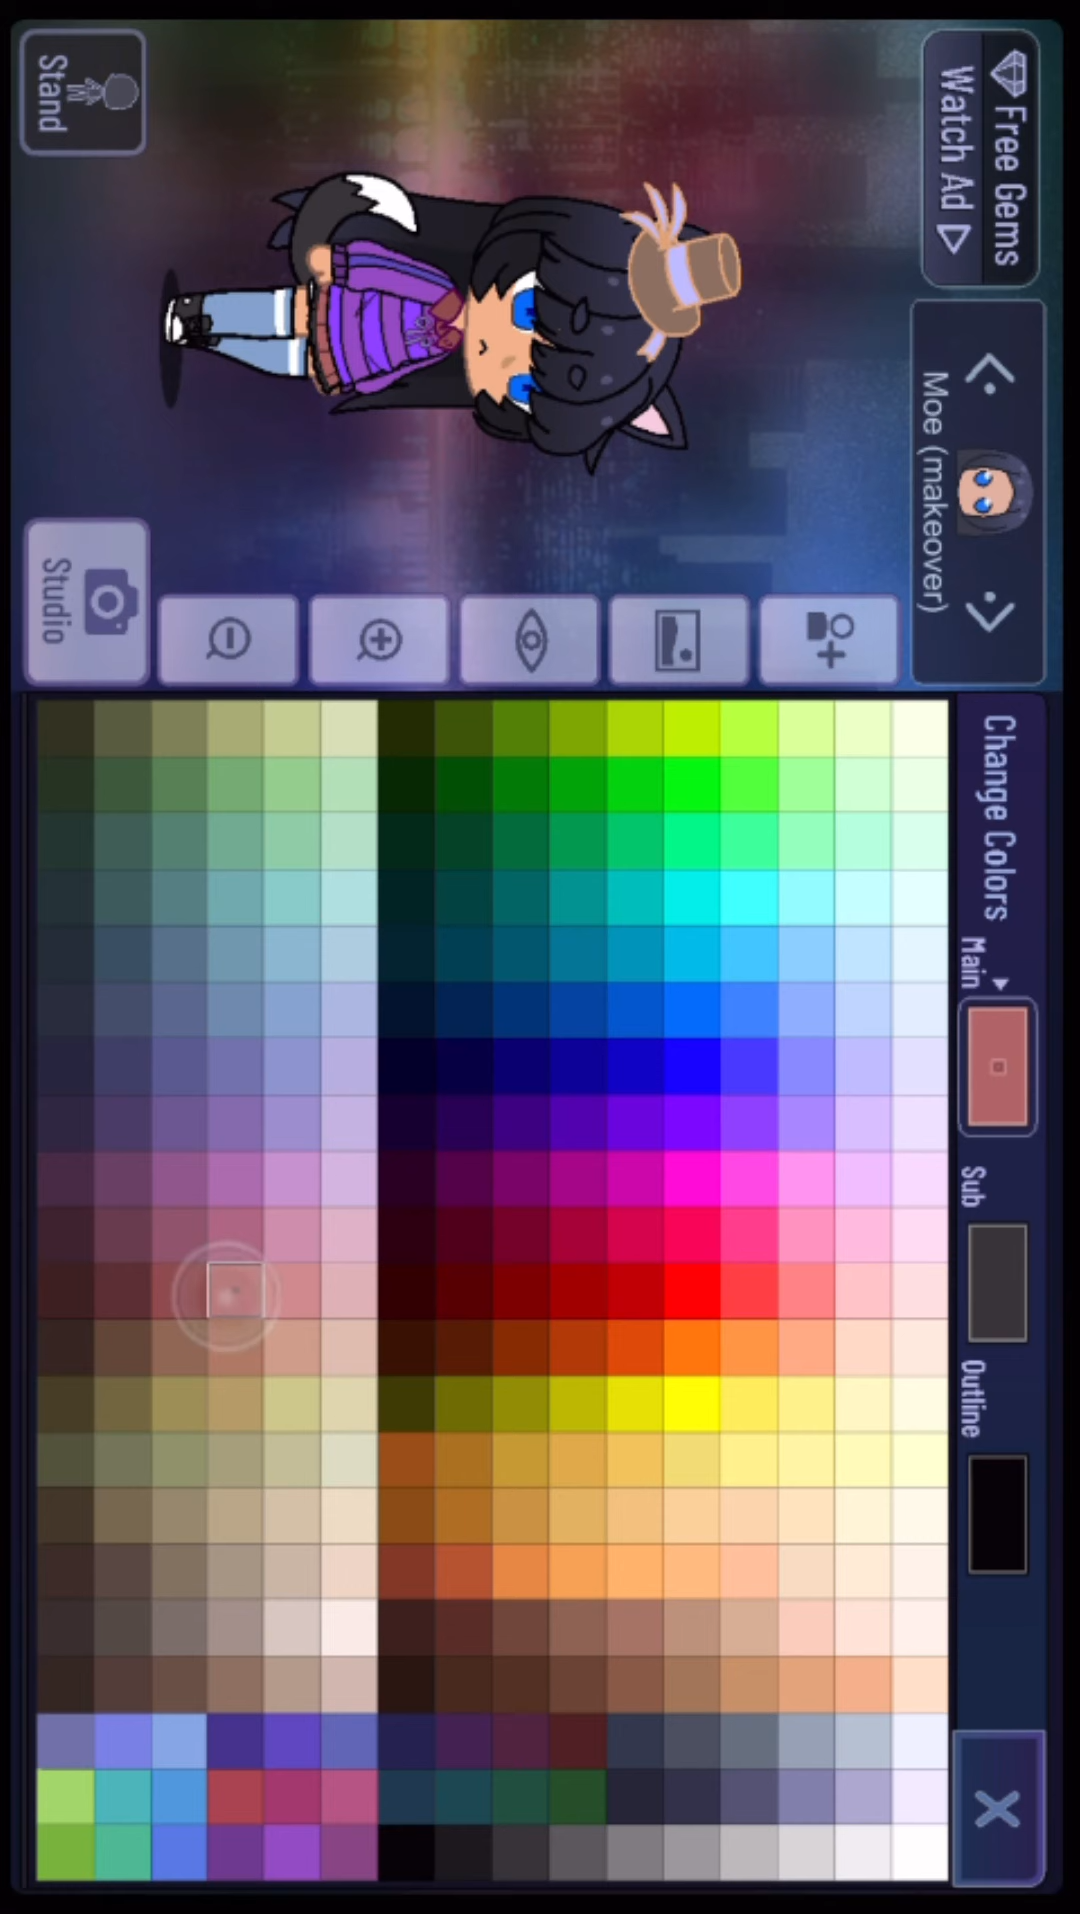 Free Gems
Watch Ad
Moe (makeover)
Stand
Studio
Change Colors
Main
Sub
Outline